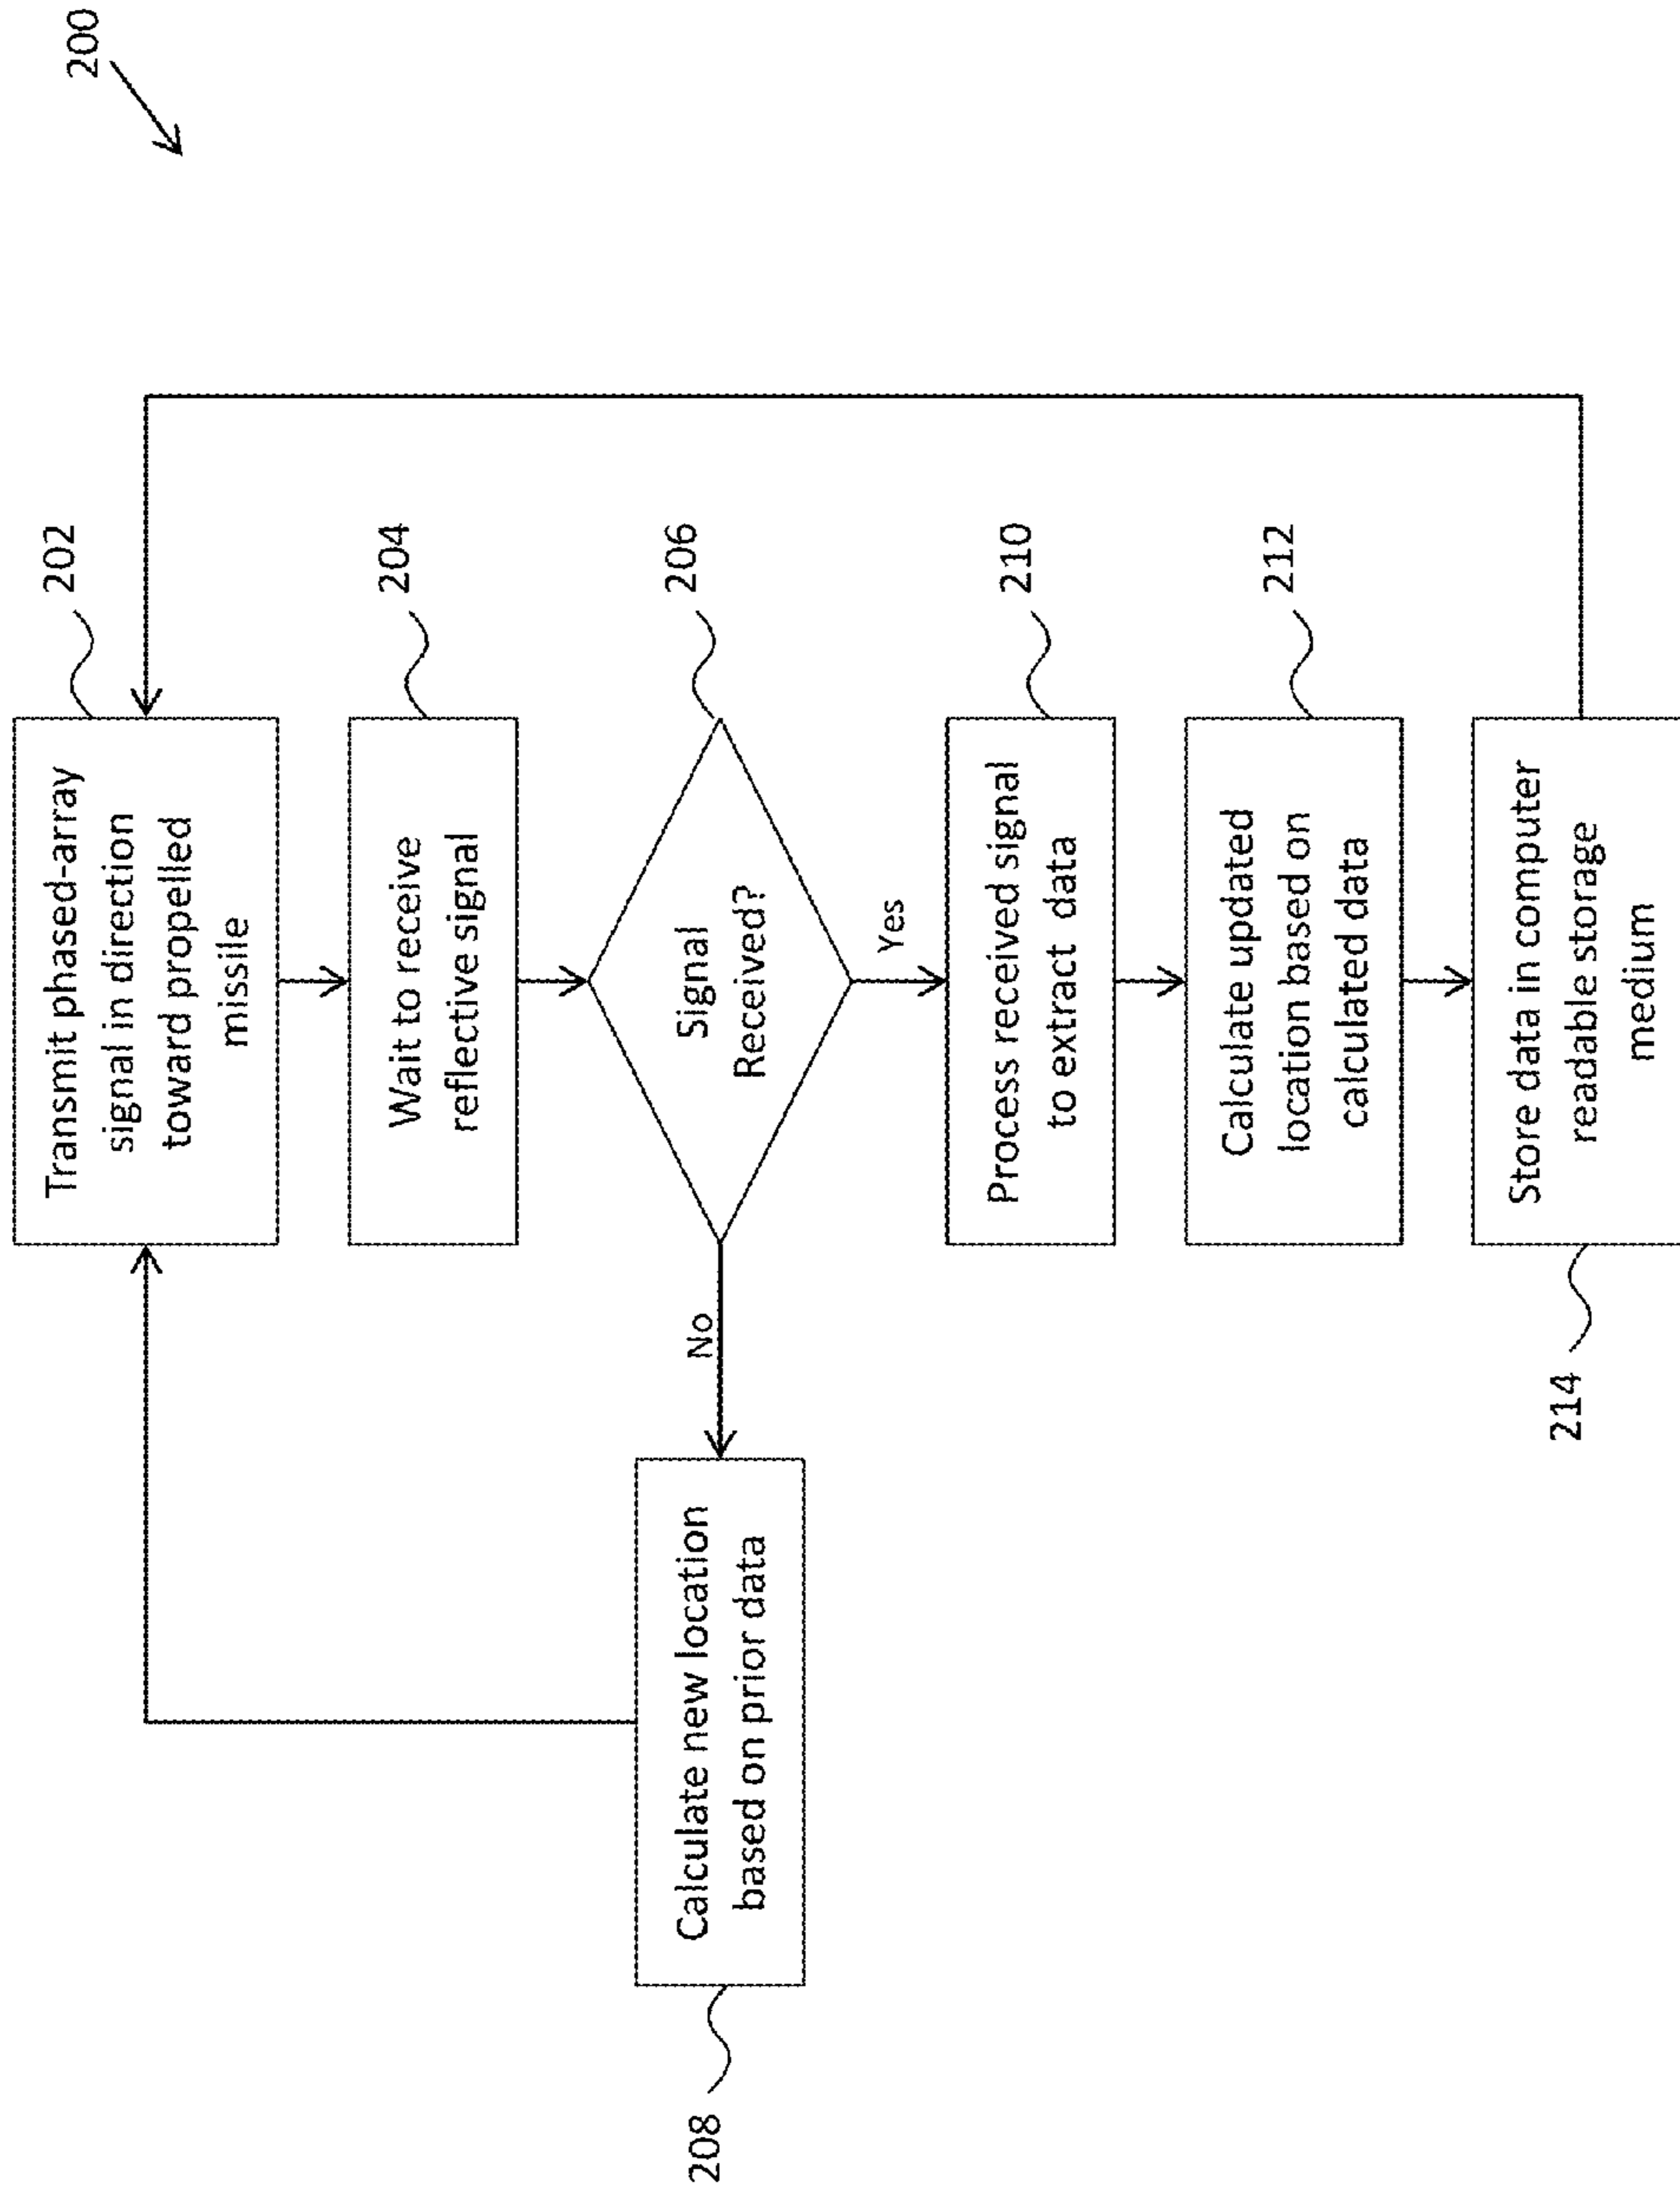 200
202
Transmit phased-array
signal in direction
toward propelled
missile
204
Wait to receive
reflective signal
206
Signal
Received?
No
208
Calculate new location
based on prior data
Yes
210
Process received signal
to extract data
212
Calculate updated
location based on
calculated data
214
Store data in computer
readable storage
medium